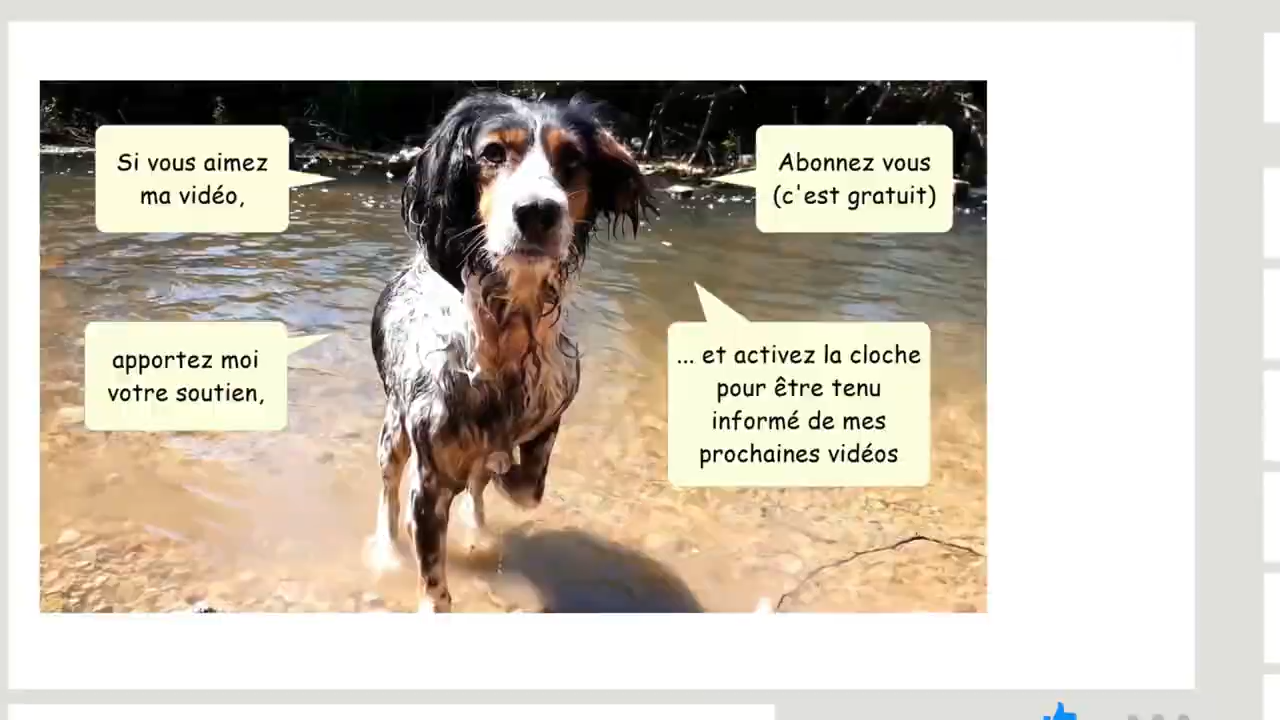 Si vous aimez
ma vidéo,
apportez moi
votre soutien,
Abonnez vous
(c'est gratuit)
... et activez la cloche
pour être tenu
informé de mes
prochaines vidéos